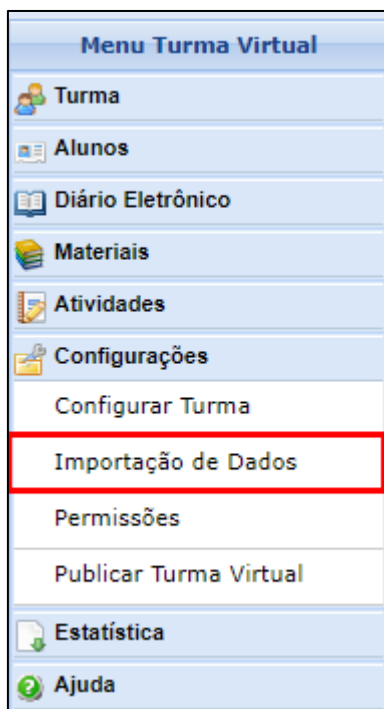 Menu Turma Virtual
Turma
Alunos
Diário Eletrônico
Materiais
Atividades
Configurações
Configurar Turma
Importação de Dados
Permissões
Publicar Turma Virtual
Estatística
Ajuda